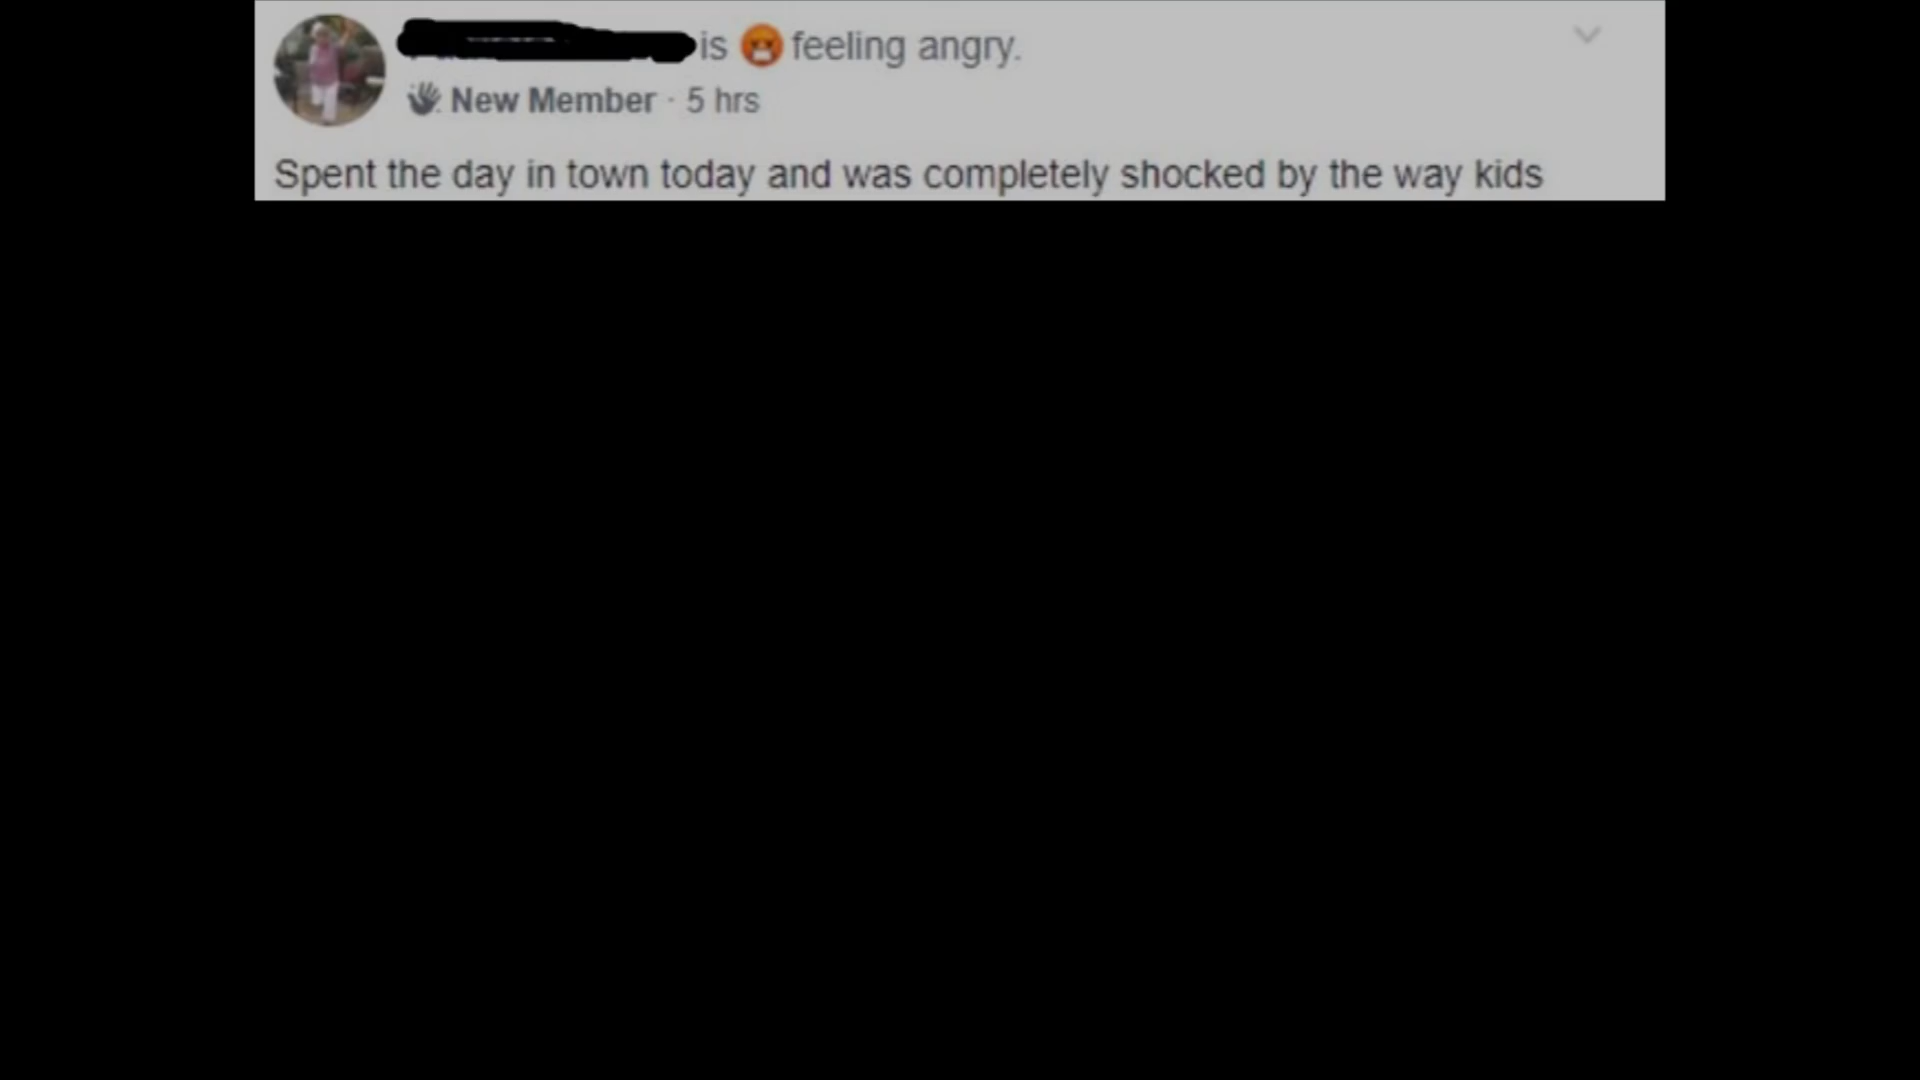 is feeling angry.
New Member · 5 hrs
Spent the day in town today and was completely shocked by the way kids